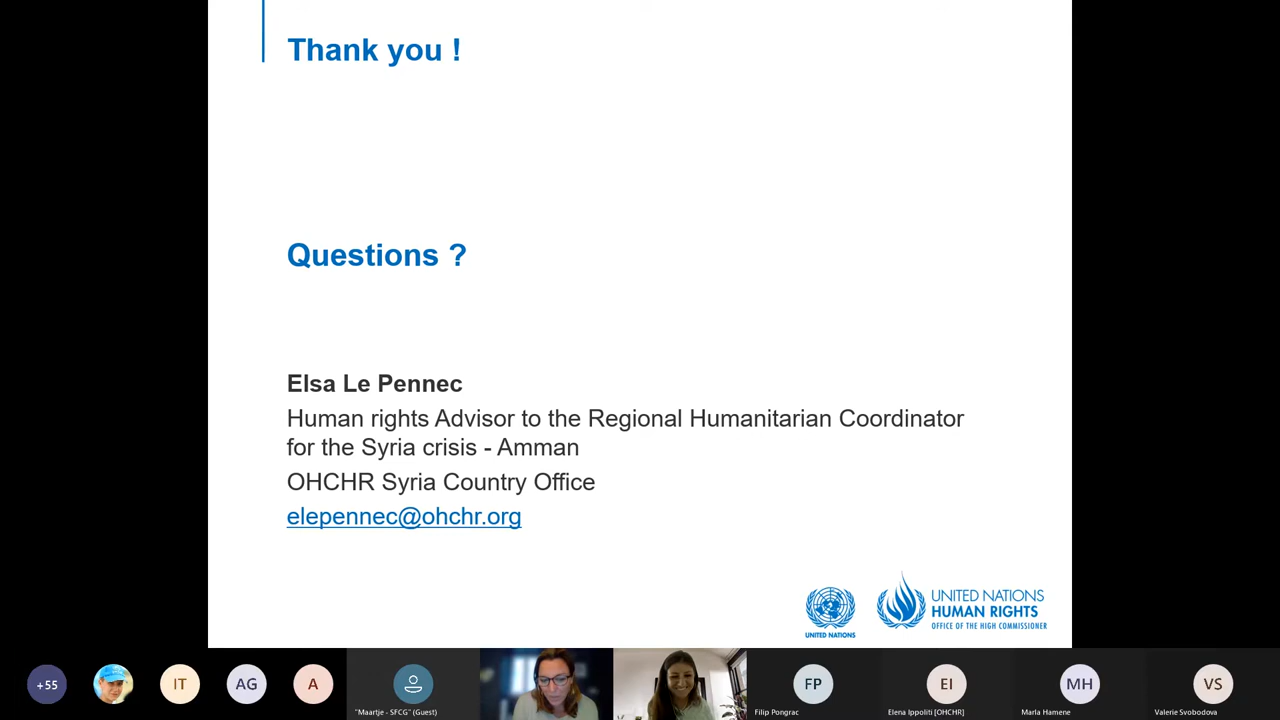 Thank you !
Questions ?
Elsa Le Pennec
Human rights Advisor to the Regional Humanitarian Coordinator
for the Syria crisis - Amman
OHCHR Syria Country Office
elepennec@ohchr.org
UNITED NATIONS
UNITED NATIONS
HUMAN RIGHTS
OFFICE OF THE HIGH COMMISSIONER
+55
IT
AG
A
"Maartje - SFCG" (Guest)
FP
Filip Pongrac
EI
Elena Ippoliti [OHCHR]
MH
Marla Hamene
VS
Valerie Svobodova